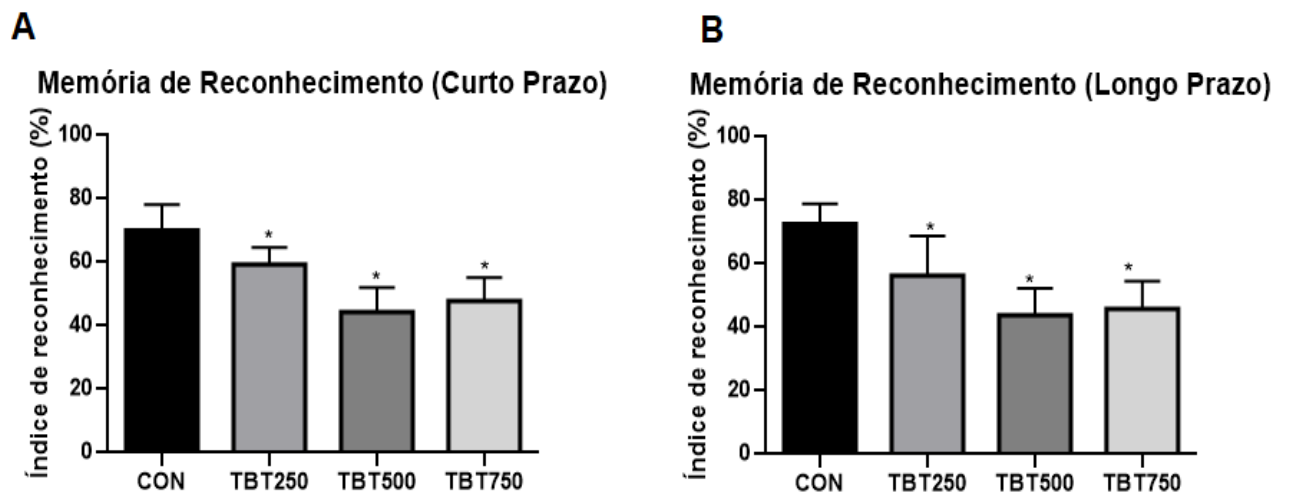 A
Memória de Reconhecimento (Curto Prazo)
Índice de reconhecimento (%)
100
80
60
40
20
0
*
*
*
CON TBT250 TBT500 TBT750
B
Memória de Reconhecimento (Longo Prazo)
Índice de reconhecimento (%)
100
80
60
40
20
0
*
*
*
CON TBT250 TBT500 TBT750